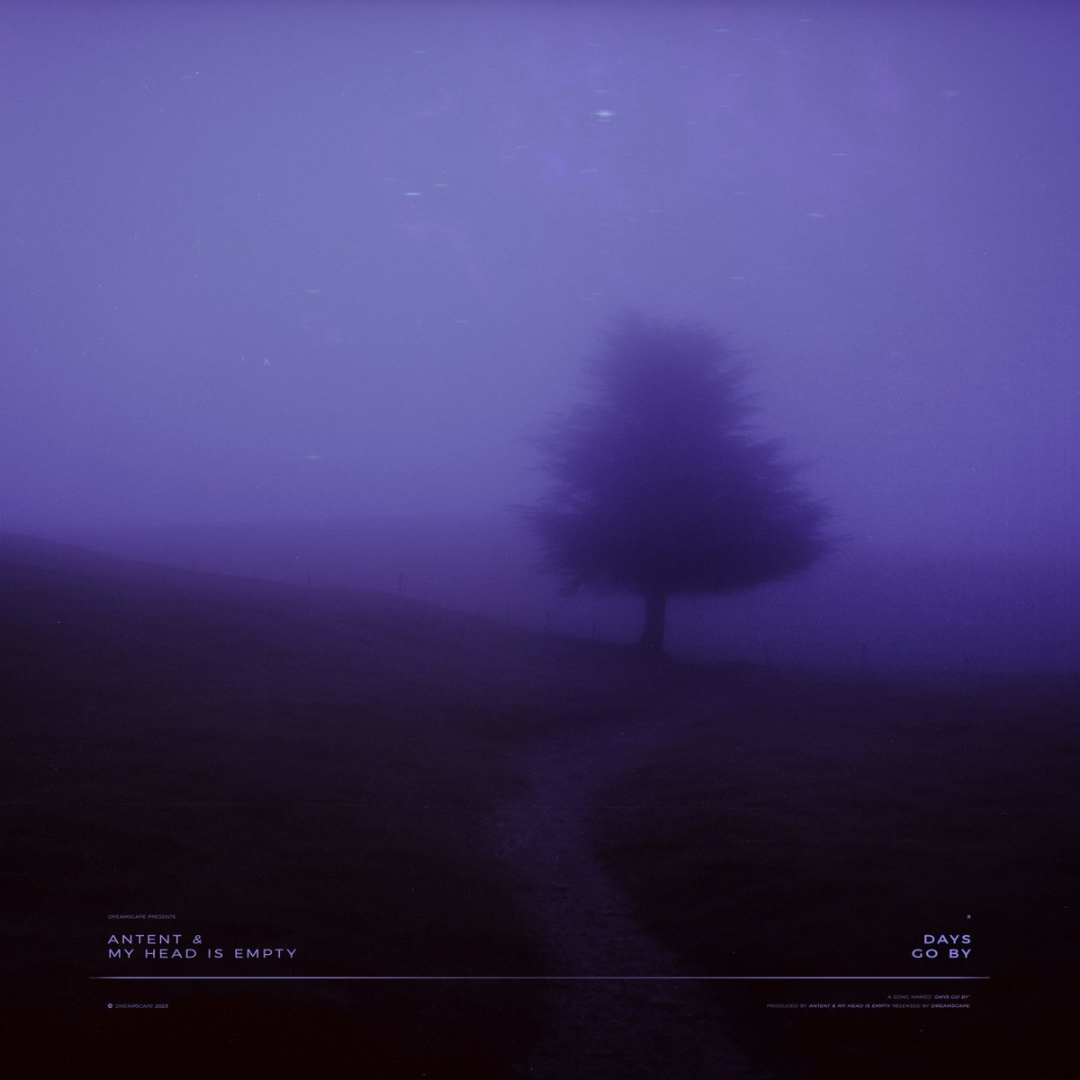 DREAMSCAPE PRESENTS
ANTENT &
MY HEAD IS EMPTY
DAYS
GO BY
A SONG NAMED 'DAYS GO BY'
PRODUCED BY ANTENT & MY HEAD IS EMPTY. RELEASED BY DREAMSCAPE
© DREAMSCAPE 2023